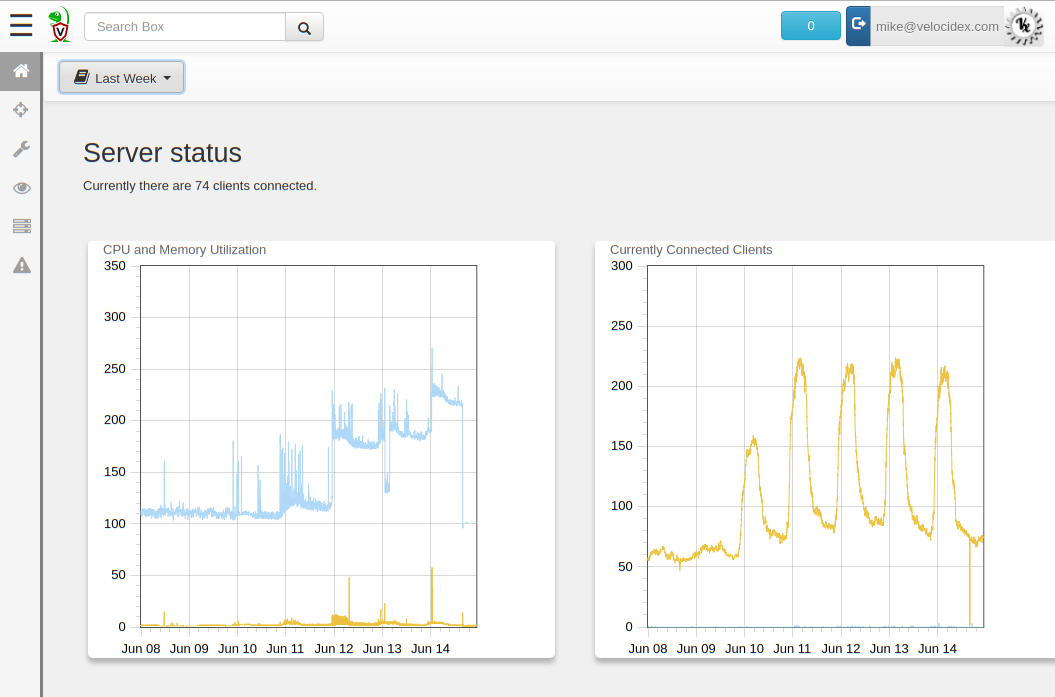 Search Box
0
mike@velocidex.com
Last Week
Server status
Currently there are 74 clients connected.
CPU and Memory Utilization
350
300
250
200
150
100
50
0
Jun 08 Jun 09 Jun 10 Jun 11 Jun 12 Jun 13 Jun 14
Currently Connected Clients
300
250
200
150
100
50
0
Jun 08 Jun 09 Jun 10 Jun 11 Jun 12 Jun 13 Jun 14